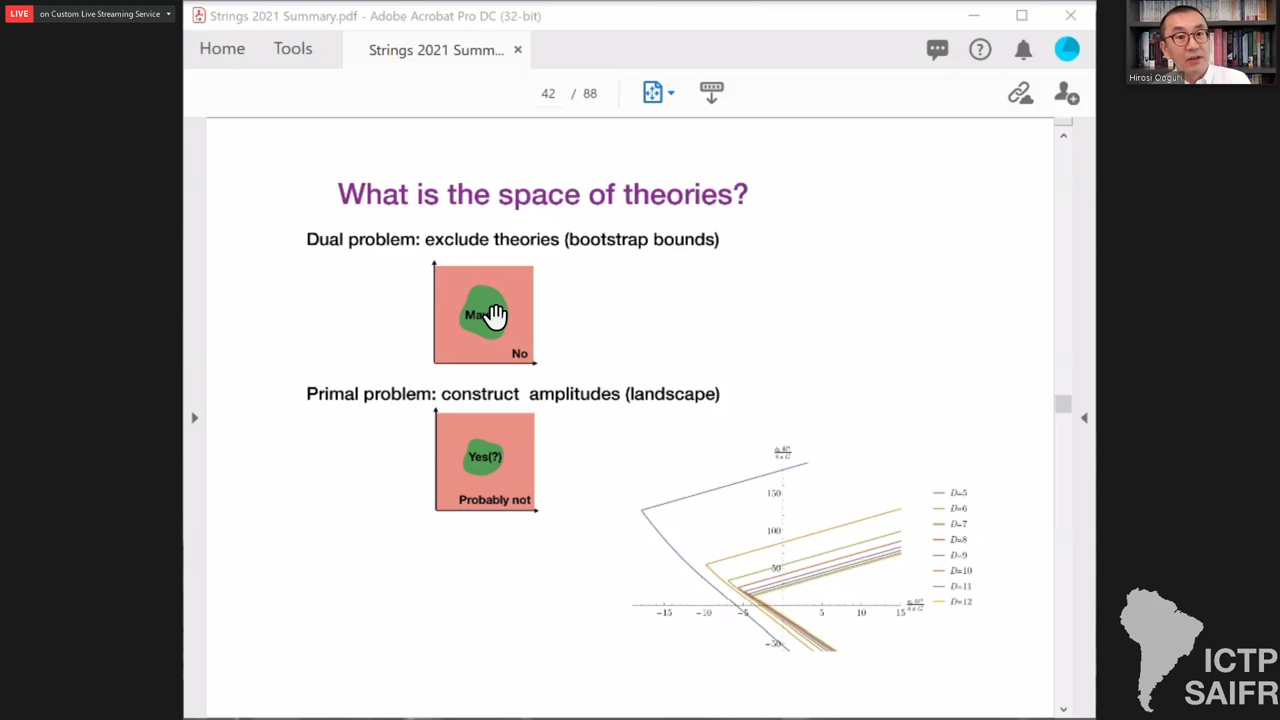 LIVE on Custom Live Streaming Service
Strings 2021 Summary.pdf - Adobe Acrobat Pro DC (32-bit)
Home Tools Strings 2021 Summ...
42 / 88
Hirosi Ooguri
What is the space of theories?
Dual problem: exclude theories (bootstrap bounds)
No
Primal problem: construct amplitudes (landscape)
Yes(?)
Probably not
150
100
50
-50
-15 -10 -5 5 10 15
D=5
D=6
D=7
D=8
D=9
D=10
D=11
D=12
ICTP
SAIFR